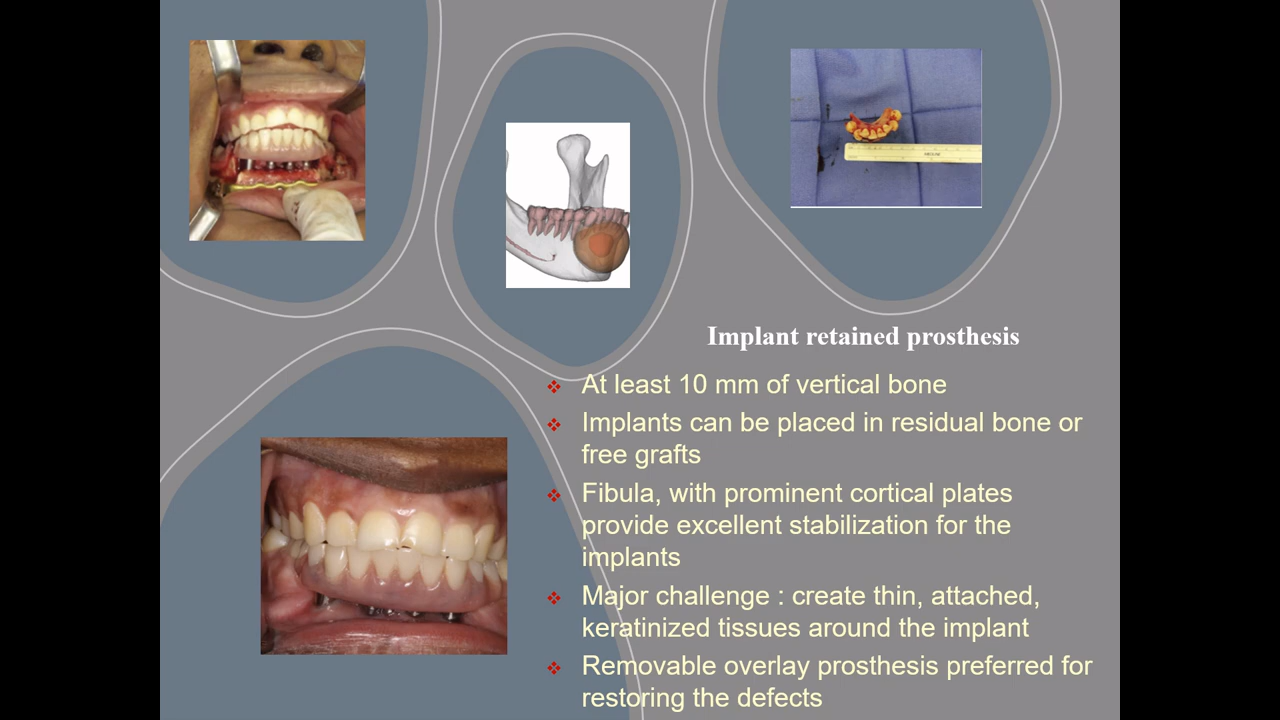 Implant retained prosthesis
At least 10 mm of vertical bone
Implants can be placed in residual bone or
free grafts
Fibula, with prominent cortical plates
provide excellent stabilization for the
implants
Major challenge : create thin, attached,
keratinized tissues around the implant
Removable overlay prosthesis preferred for
restoring the defects